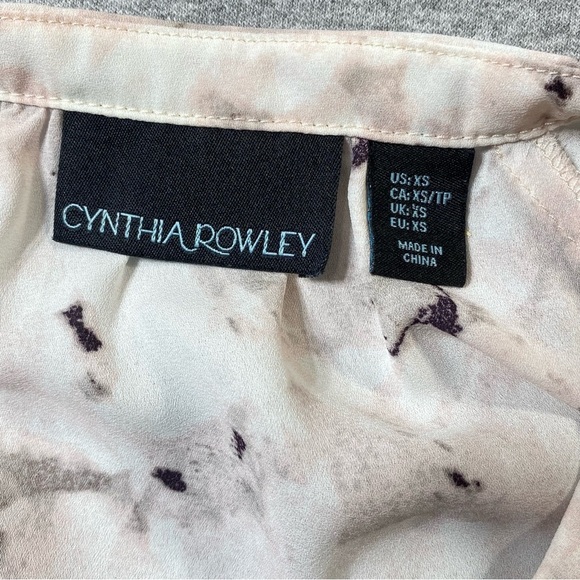 CYNTHIA ROWLEY
US: XS
CA: XS/TP
UK: XS
EU: XS
MADE IN
CHINA